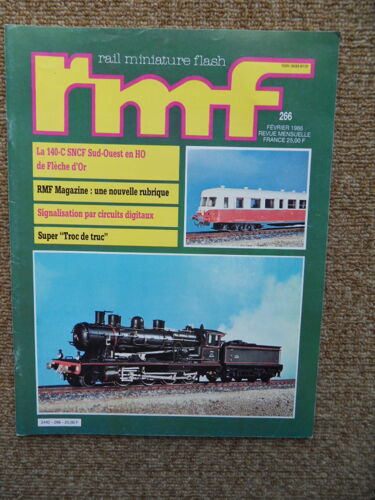 rail miniature flash
rmf
266
FÉVRIER 1986
REVUE MENSUELLE
FRANCE 25,00 F
La 140-C SNCF Sud-Ouest en HO
de Flèche d'Or
RMF Magazine : une nouvelle rubrique
Signalisation par circuits digitaux
Super "Troc de truc"